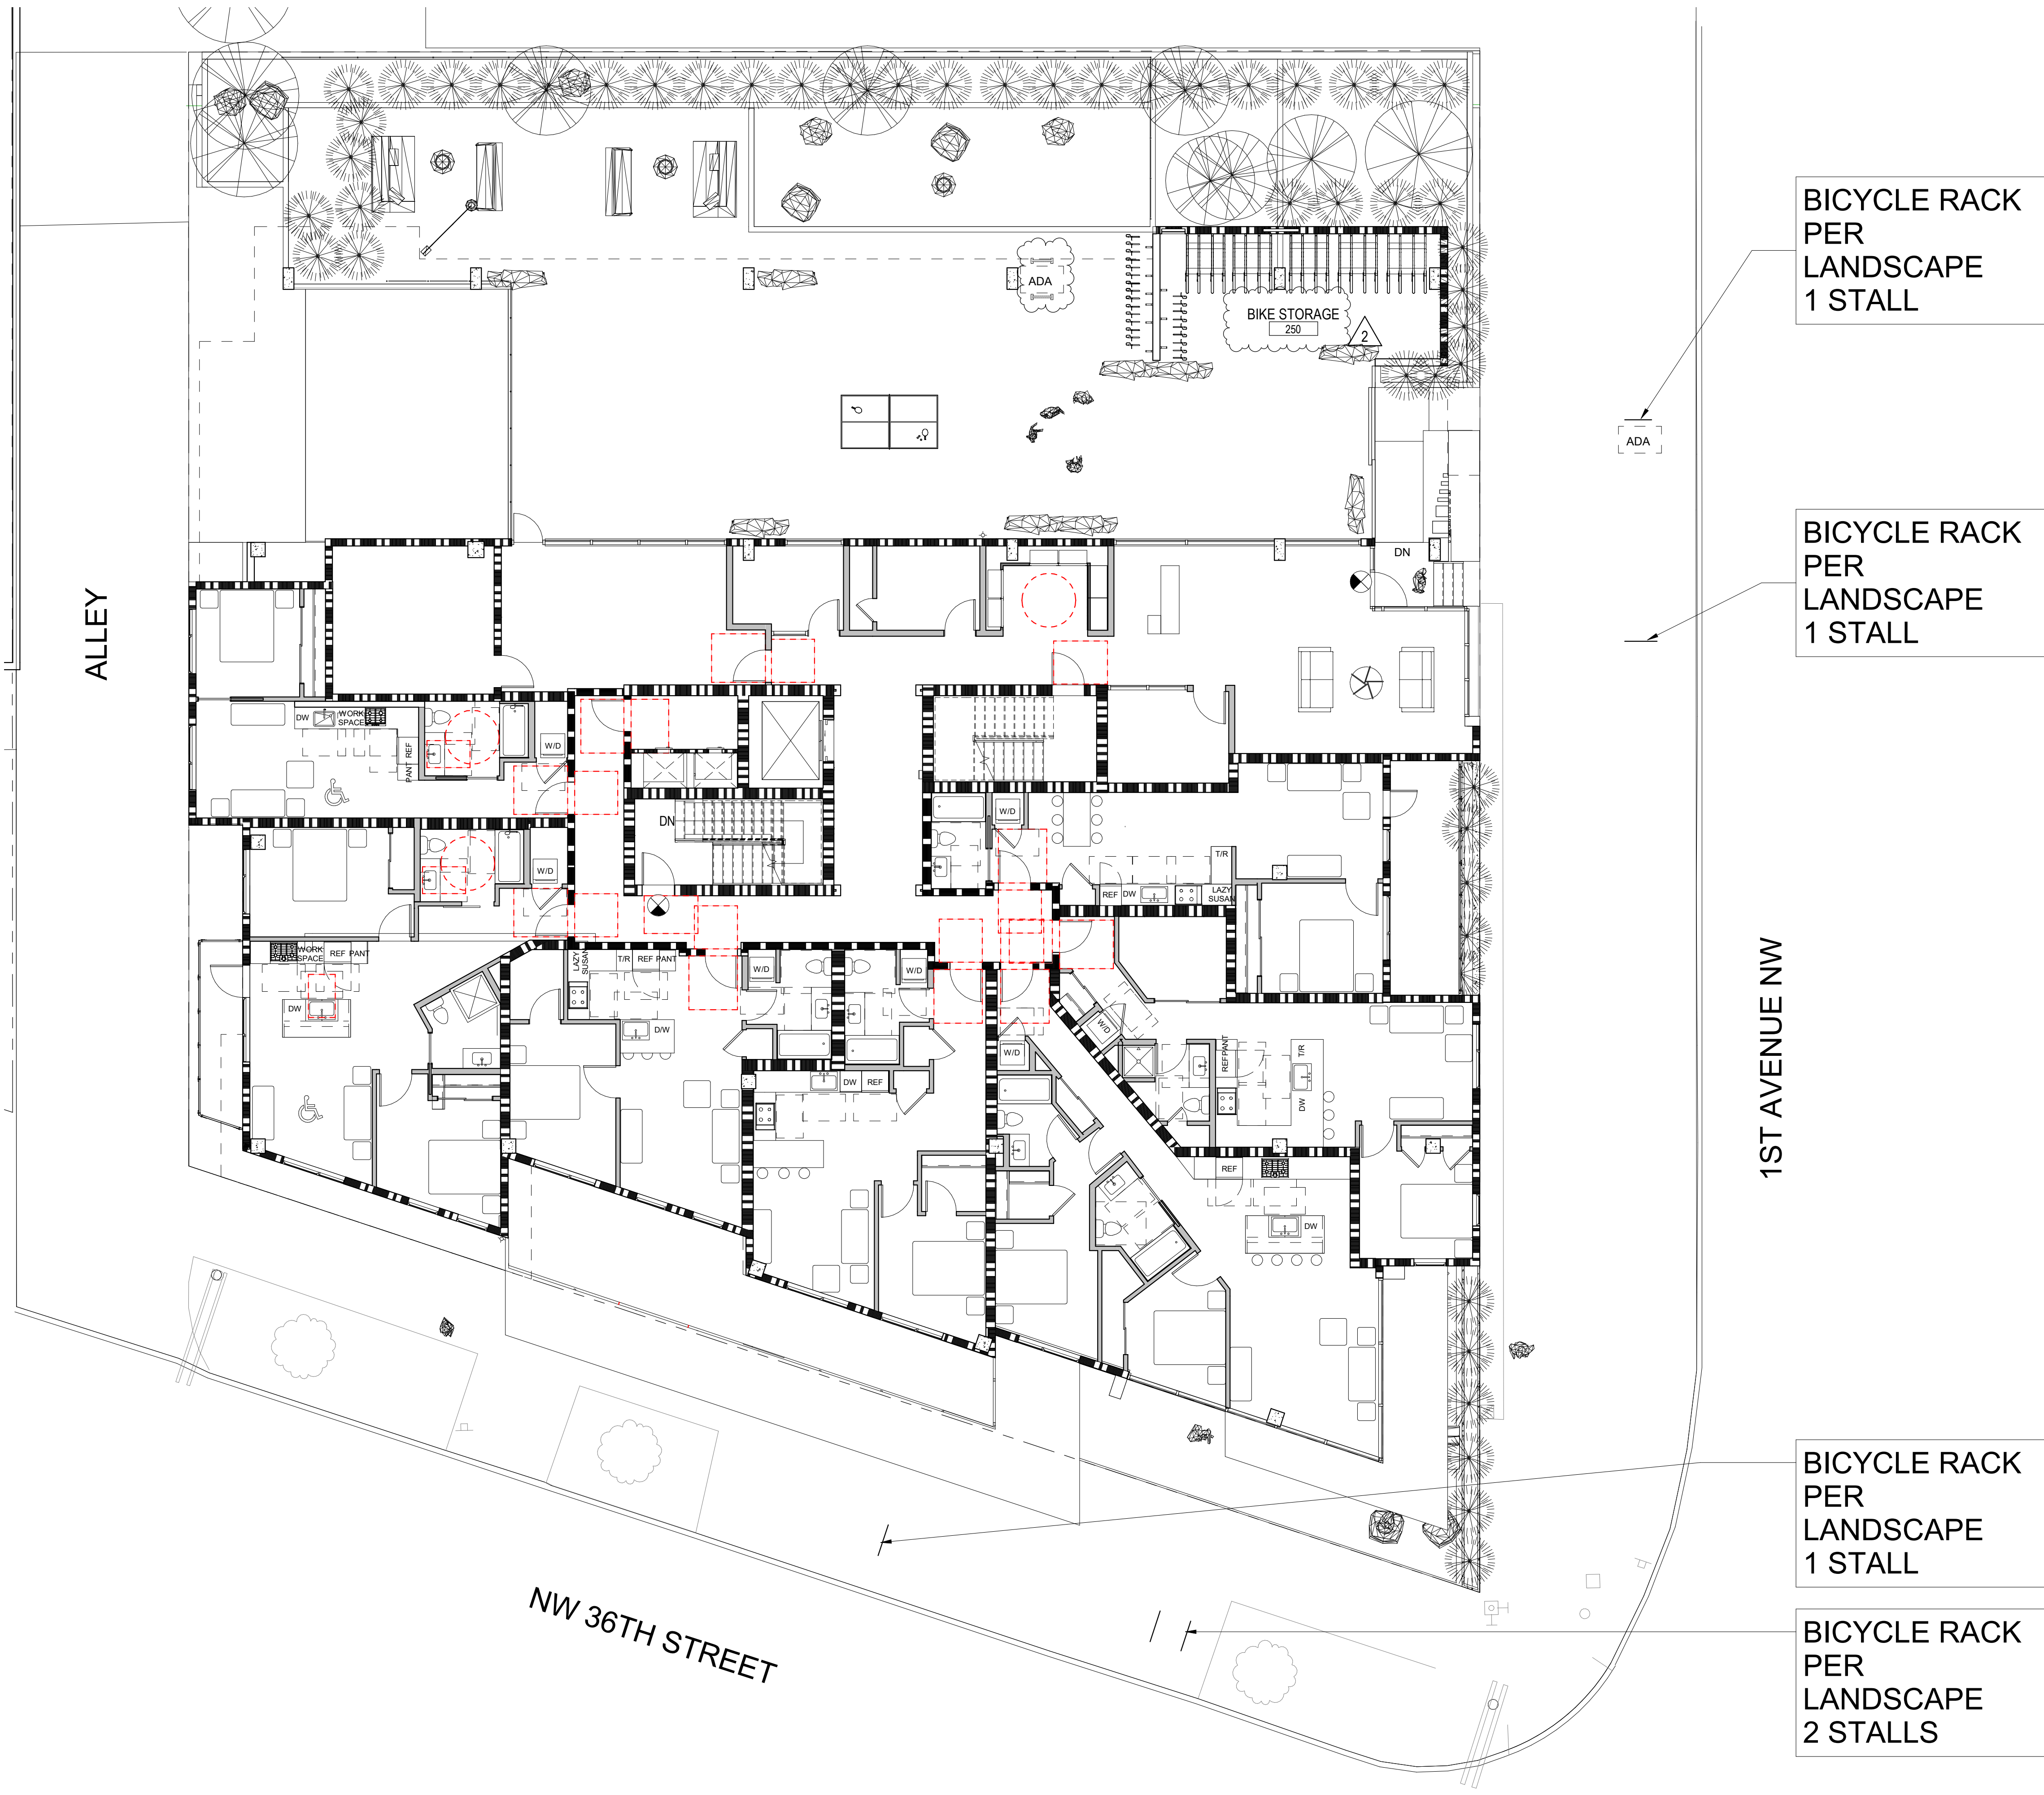 BICYCLE RACK
PER
LANDSCAPE
1 STALL
ADA
BIKE STORAGE
250
2
ADA
BICYCLE RACK
PER
LANDSCAPE
1 STALL
DN
ALLEY
DW
WORK
SPACE
REF
PANT
W/D
DN
W/D
W/D
T/R
REF
DW
LAZY
SUSAN
WORK
SPACE
REF
PANT
DW
LAZY
SUSAN
T/R
REF
PANT
D/W
W/D
W/D
DW
REF
W/D
W/D
REF
PANT
T/R
DW
REF
DW
1ST AVENUE NW
BICYCLE RACK
PER
LANDSCAPE
1 STALL
NW 36TH STREET
BICYCLE RACK
PER
LANDSCAPE
2 STALLS